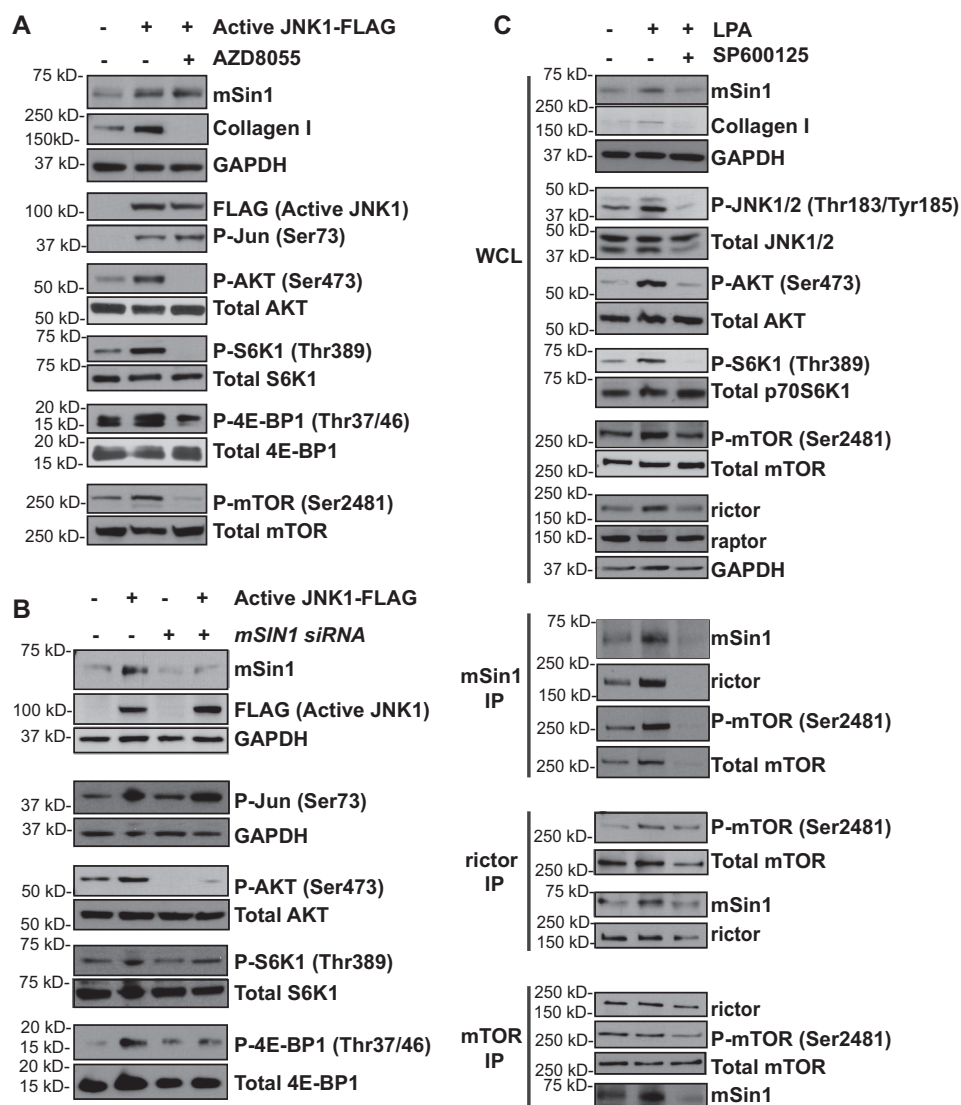 A
- + + Active JNK1-FLAG
- - + AZD8055
75 kD-
mSin1
250 kD-
150kD-
Collagen I
37 kD-
GAPDH
100 kD-
FLAG (Active JNK1)
37 kD-
P-Jun (Ser73)
50 kD-
P-AKT (Ser473)
50 kD-
Total AKT
75 kD-
P-S6K1 (Thr389)
75 kD-
Total S6K1
20 kD-
15 kD-
P-4E-BP1 (Thr37/46)
20 kD-
15 kD-
Total 4E-BP1
250 kD-
P-mTOR (Ser2481)
250 kD-
Total mTOR
B
- + - + Active JNK1-FLAG
- - + + mSIN1 siRNA
75 kD-
mSin1
100 kD-
FLAG (Active JNK1)
37 kD-
GAPDH
37 kD-
P-Jun (Ser73)
37 kD-
GAPDH
50 kD-
P-AKT (Ser473)
50 kD-
Total AKT
75 kD-
P-S6K1 (Thr389)
75 kD-
Total S6K1
20 kD-
15 kD-
P-4E-BP1 (Thr37/46)
20 kD-
15 kD-
Total 4E-BP1
C
- + + LPA
- - + SP600125
WCL
75 kD-
mSin1
250 kD-
150 kD-
Collagen I
37 kD-
GAPDH
50 kD-
37 kD-
P-JNK1/2 (Thr183/Tyr185)
50 kD-
37 kD-
Total JNK1/2
50 kD-
P-AKT (Ser473)
50 kD-
Total AKT
75 kD-
P-S6K1 (Thr389)
75 kD-
Total p70S6K1
250 kD-
P-mTOR (Ser2481)
250 kD-
Total mTOR
250 kD-
150 kD-
rictor
150 kD-
raptor
37 kD-
GAPDH
mSin1
IP
75 kD-
mSin1
250 kD-
150 kD-
rictor
250 kD-
P-mTOR (Ser2481)
250 kD-
Total mTOR
rictor
IP
250 kD-
P-mTOR (Ser2481)
250 kD-
Total mTOR
75 kD-
mSin1
250 kD-
150 kD-
rictor
mTOR
IP
250 kD-
150 kD-
rictor
250 kD-
P-mTOR (Ser2481)
250 kD-
Total mTOR
75 kD-
mSin1